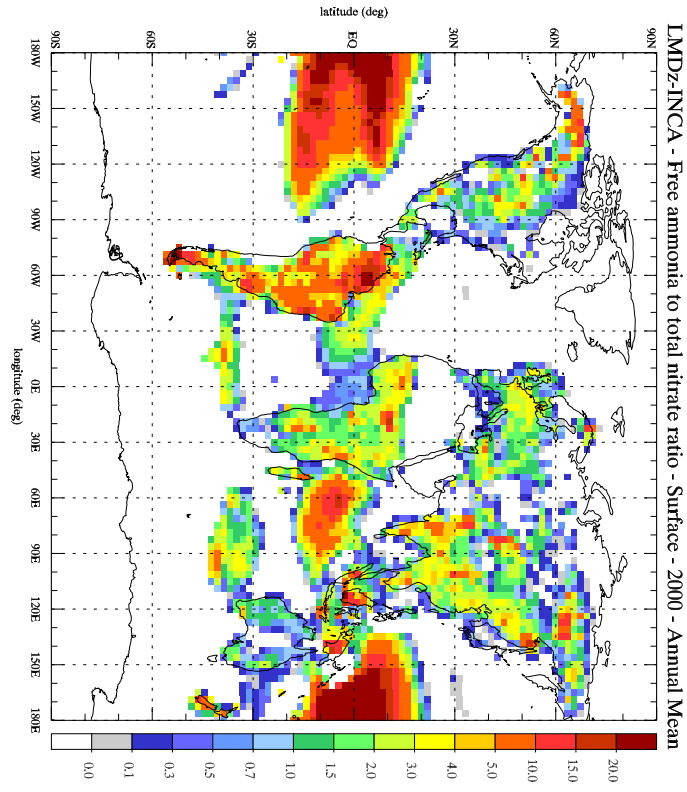 LMDz-INCA - Free ammonia to total nitrate ratio - Surface - 2000 - Annual Mean
latitude (deg)
90S 60S 30S EQ 30N 60N 90N
longitude (deg)
180W
150W
120W
90W
60W
30W
0E
30E
60E
90E
120E
150E
180E
0.0 0.1 0.3 0.5 0.7 1.0 1.5 2.0 3.0 4.0 5.0 10.0 15.0 20.0